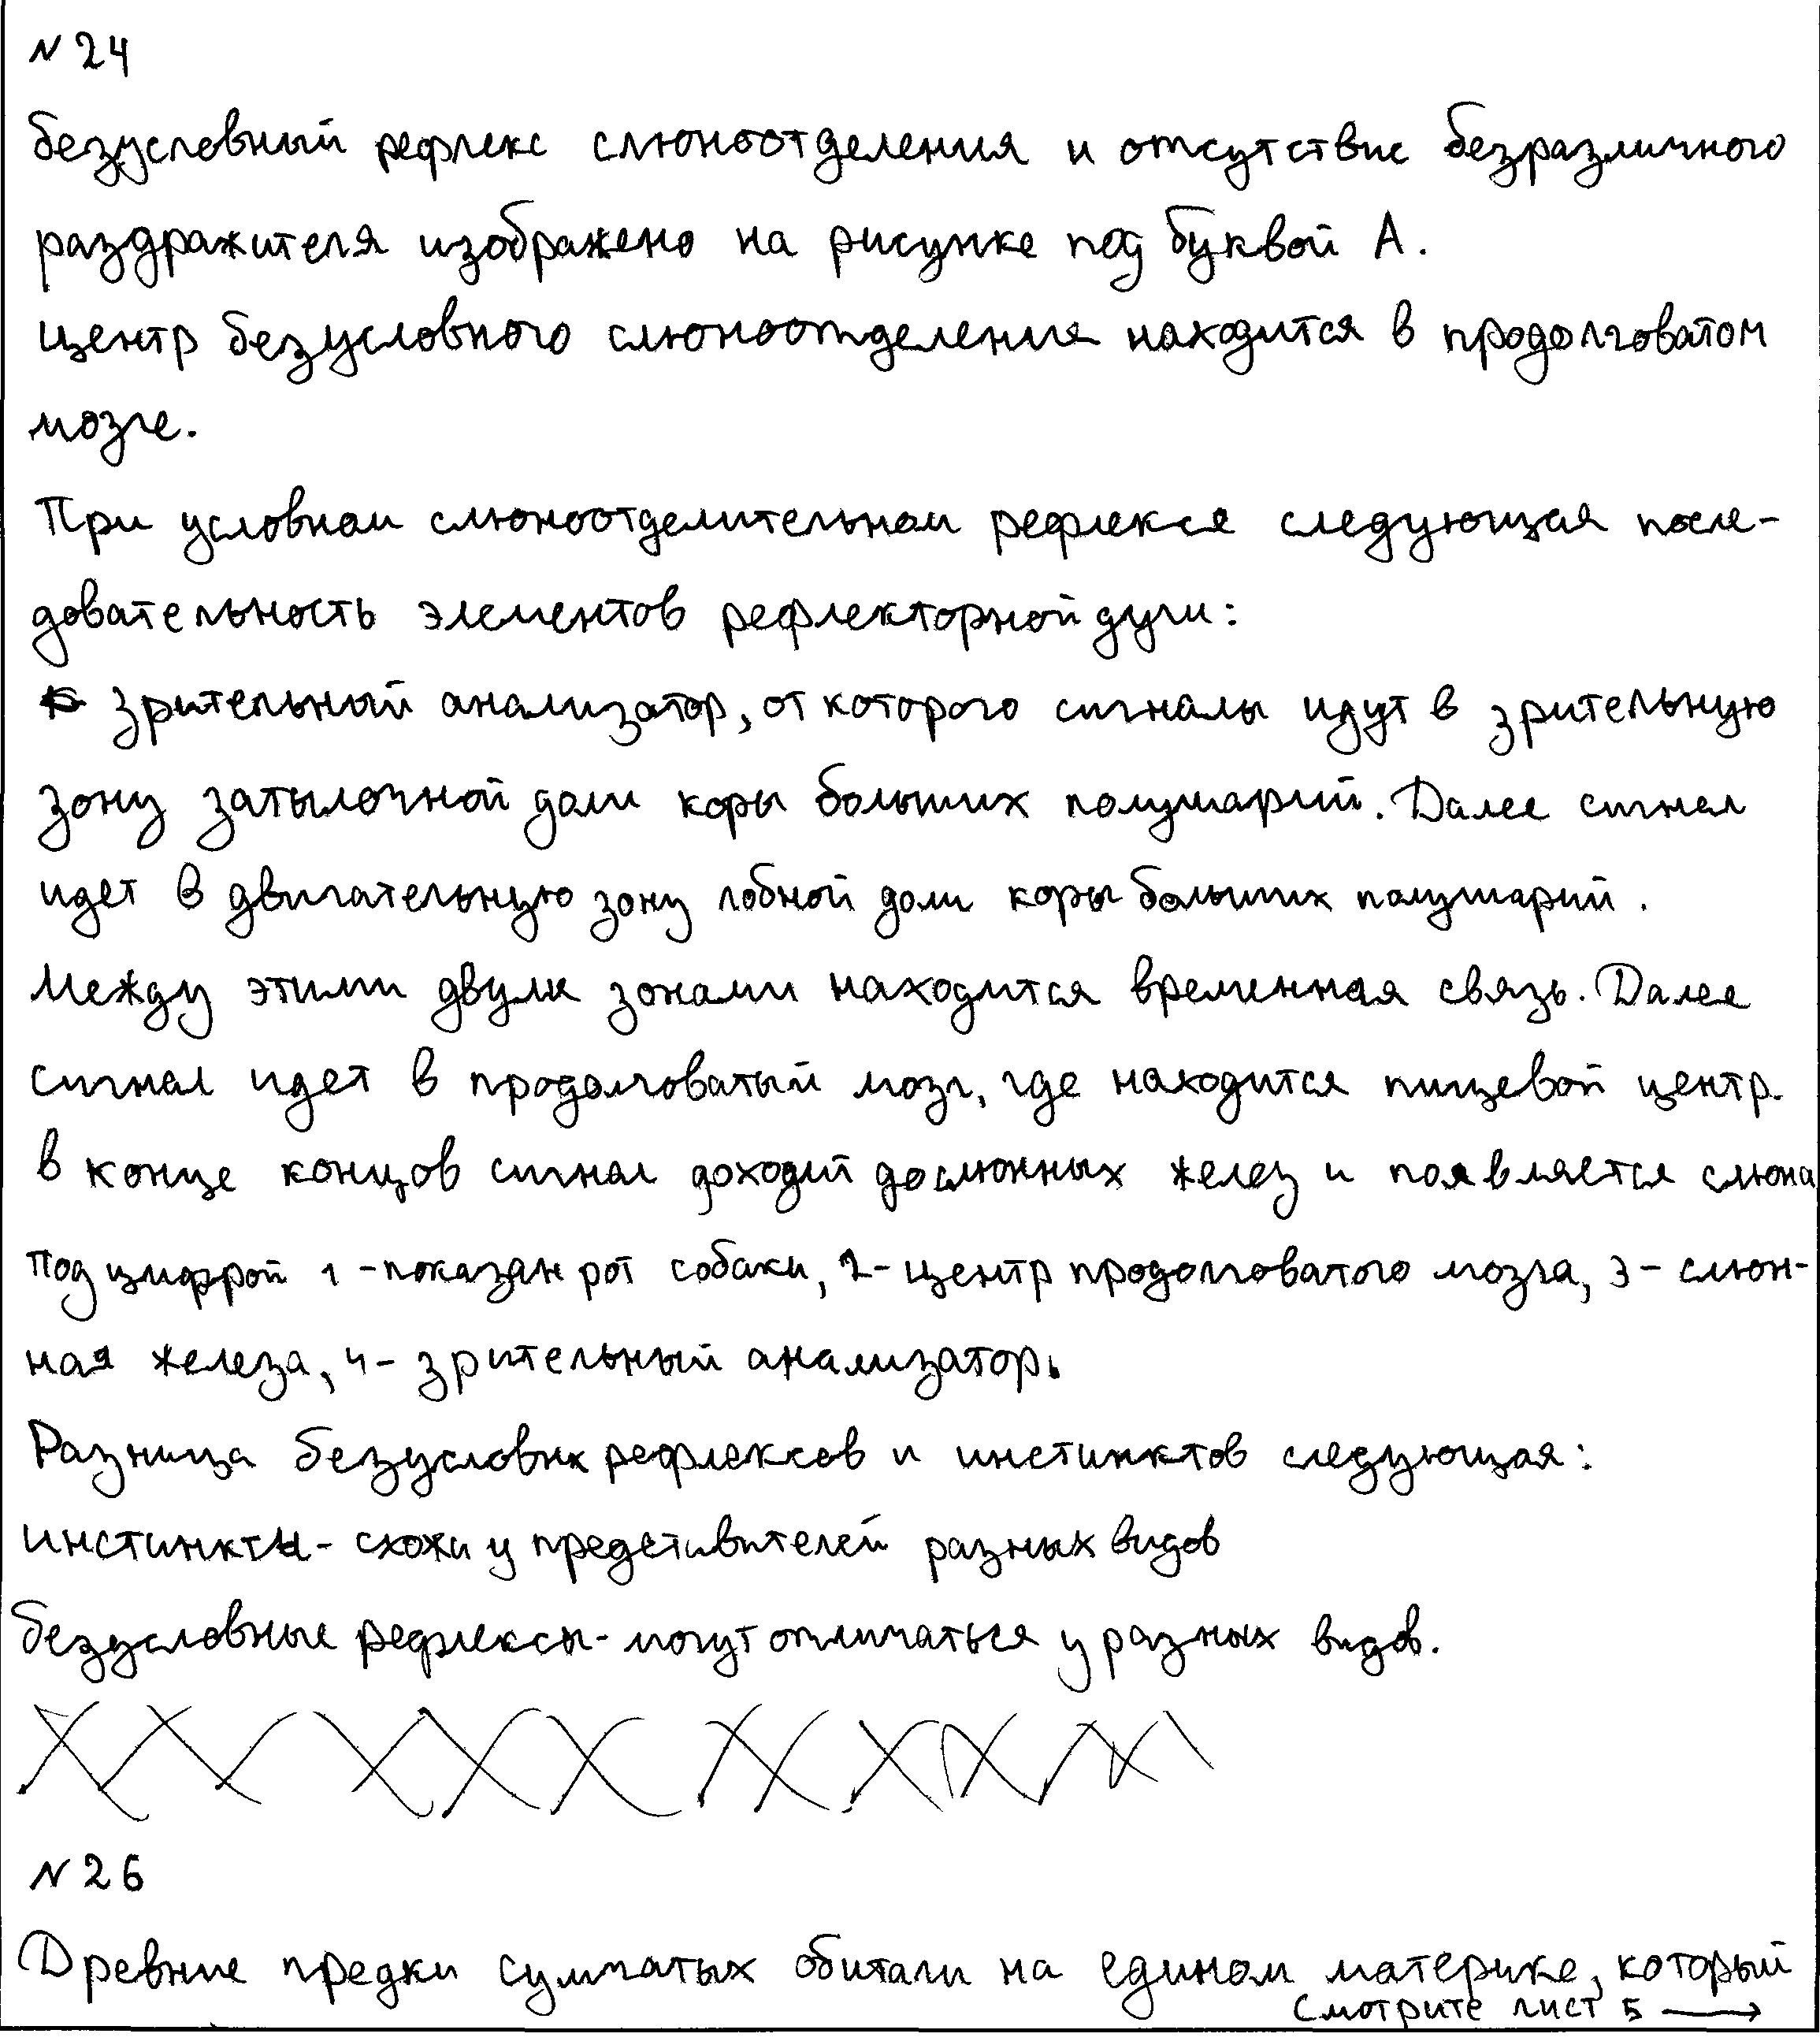 N 24
безусловный рефлекс слюноотделения и отсутствие безразличного
раздражителя изображено на рисунке под буквой А.
центр безусловного слюноотделения находится в продолговатом
мозге.
При условном слюноотделительном рефлексе следующая после-
довательность элементов рефлекторной дуги:
зрительный анализатор, от которого сигналы идут в зрительную
зону затылочной доли коры больших полушарий. Далее сигнал
идет в двигательную зону лобной доли коры больших полушарий.
Между этими двумя зонами находится временная связь. Далее
сигнал идет в продолговатый мозг, где находится пищевой центр.
в конце концов сигнал доходит до слюнных желез и появляется слюна
Под цифрой 1 - показан рот собаки, 2 - центр продолговатого мозга, 3 - слюн-
ная железа, 4 - зрительный анализатор.
Разница безусловных рефлексов и инстинктов следующая:
инстинкты - схожи у представителей разных видов
безусловные рефлексы - могут отличаться у разных видов.
N 26
Древние предки сумчатых обитали на едином материке, который
Смотрите лист 5 →